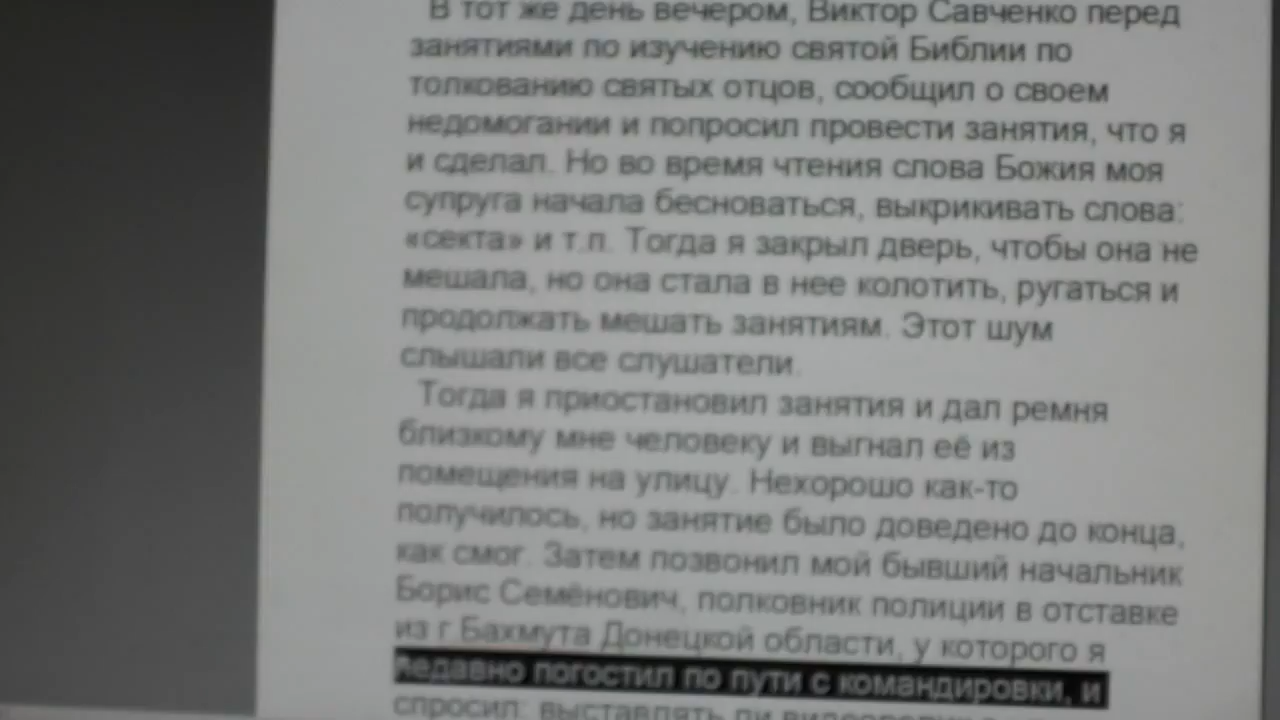 В тот же день вечером, Виктор Савченко перед
занятиями по изучению святой Библии по
толкованию святых отцов, сообщил о своем
недомогании и попросил провести занятия, что я
и сделал. Но во время чтения слова Божия моя
супруга начала бесноваться, выкрикивать слова:
«секта» и т.п. Тогда я закрыл дверь, чтобы она не
мешала, но она стала в нее колотить, ругаться и
продолжать мешать занятиям. Этот шум
слышали все слушатели.
Тогда я приостановил занятия и дал ремня
близкому мне человеку и выгнал её из
помещения на улицу. Нехорошо как-то
получилось, но занятие было доведено до конца,
как смог. Затем позвонил мой бывший начальник
Борис Семёнович, полковник полиции в отставке
из г.Бахмута Донецкой области, у которого я
недавно погостил по пути с командировки, и
спросил: выставлять ли